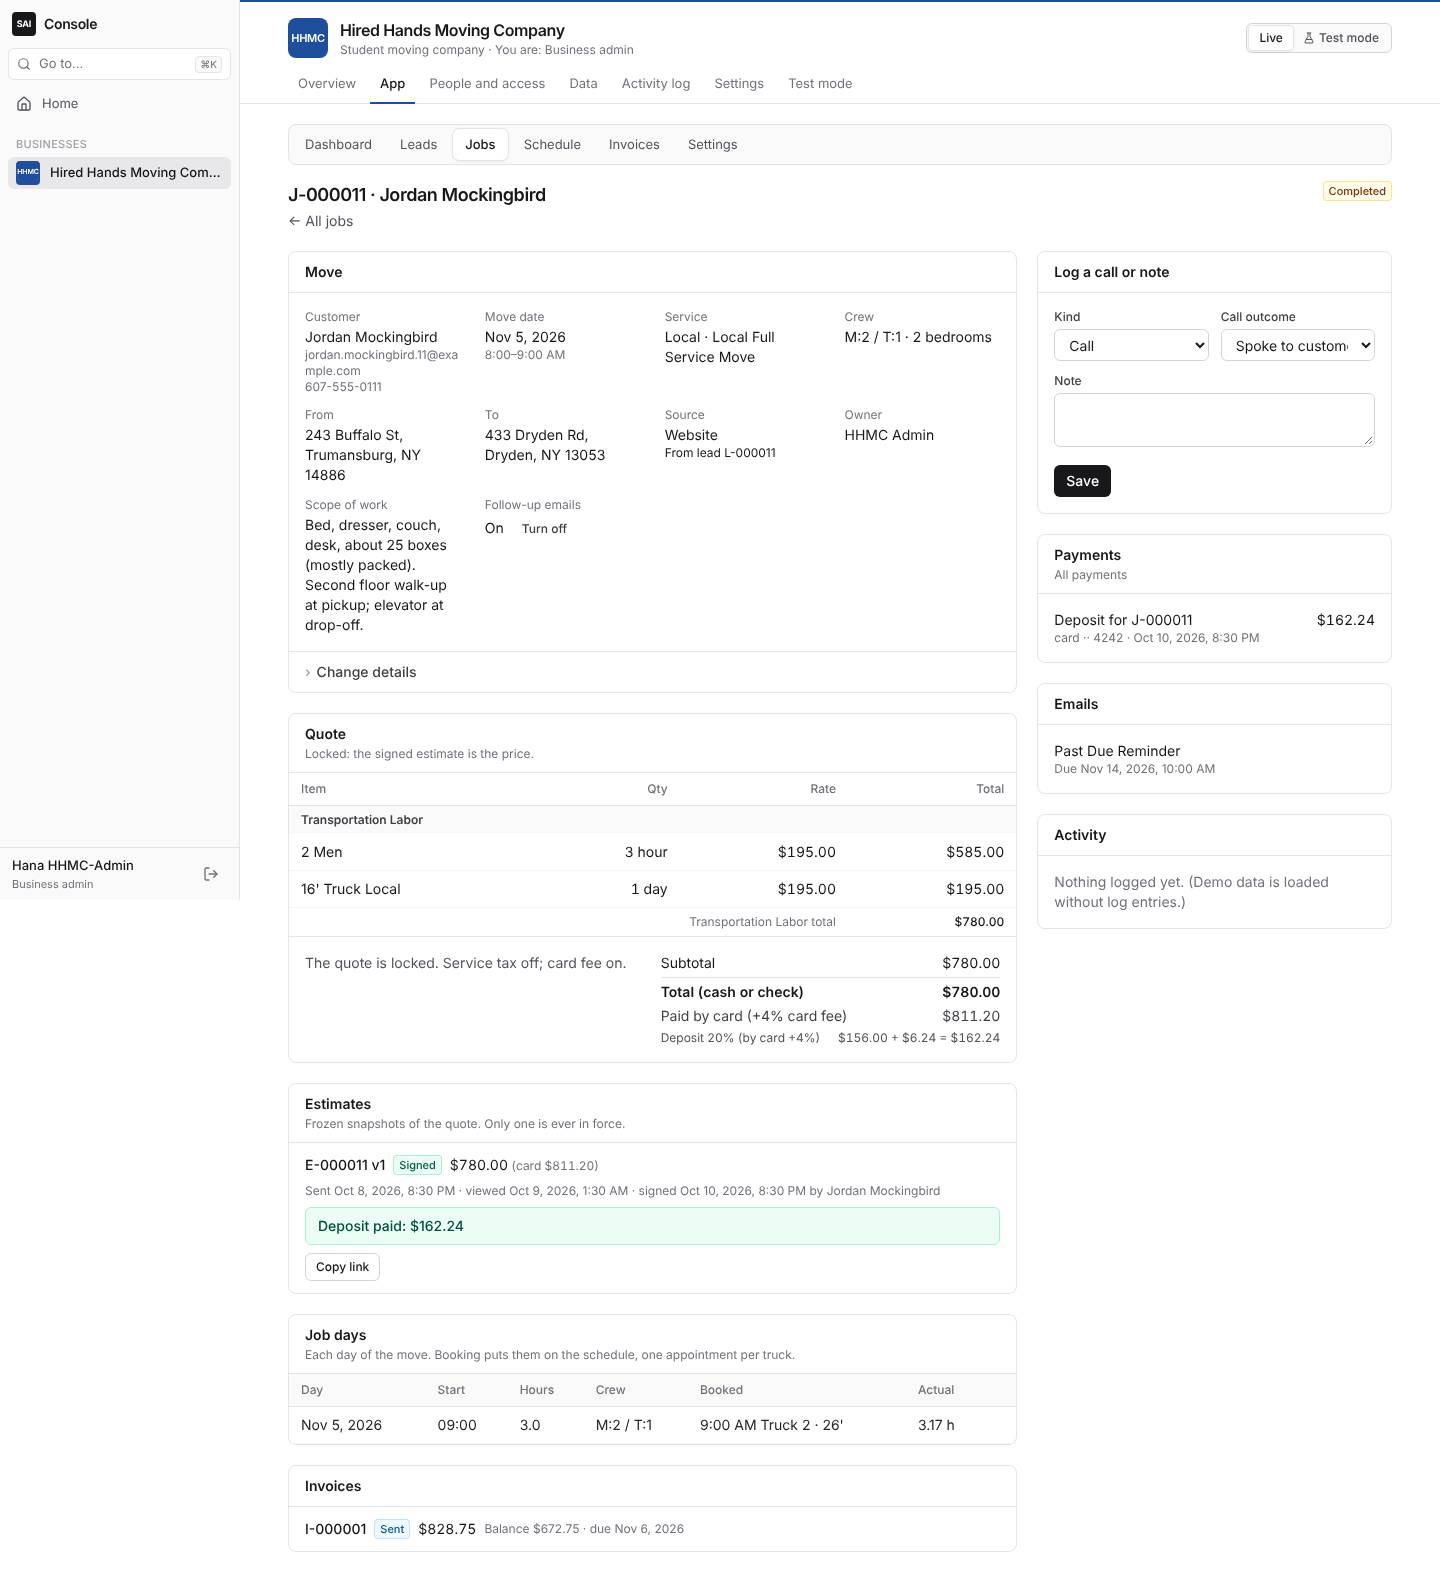 SAI Console
Go to... ⌘K
Home
BUSINESSES
HHMC Hired Hands Moving Com...
Hana HHMC-Admin
Business admin
HHMC
Hired Hands Moving Company
Student moving company · You are: Business admin
Live Test mode
Overview App People and access Data Activity log Settings Test mode
Dashboard Leads Jobs Schedule Invoices Settings
J-000011 · Jordan Mockingbird
Completed
← All jobs
Move
Customer
Jordan Mockingbird
jordan.mockingbird.11@exa
mple.com
607-555-0111
Move date
Nov 5, 2026
8:00–9:00 AM
Service
Local · Local Full
Service Move
Crew
M:2 / T:1 · 2 bedrooms
From
243 Buffalo St,
Trumansburg, NY
14886
To
433 Dryden Rd,
Dryden, NY 13053
Source
Website
From lead L-000011
Owner
HHMC Admin
Scope of work
Bed, dresser, couch,
desk, about 25 boxes
(mostly packed).
Second floor walk-up
at pickup; elevator at
drop-off.
Follow-up emails
On Turn off
› Change details
Quote
Locked: the signed estimate is the price.
Item Qty Rate Total
Transportation Labor
2 Men 3 hour $195.00 $585.00
16' Truck Local 1 day $195.00 $195.00
Transportation Labor total $780.00
The quote is locked. Service tax off; card fee on.
Subtotal $780.00
Total (cash or check) $780.00
Paid by card (+4% card fee) $811.20
Deposit 20% (by card +4%) $156.00 + $6.24 = $162.24
Estimates
Frozen snapshots of the quote. Only one is ever in force.
E-000011 v1 Signed $780.00 (card $811.20)
Sent Oct 8, 2026, 8:30 PM · viewed Oct 9, 2026, 1:30 AM · signed Oct 10, 2026, 8:30 PM by Jordan Mockingbird
Deposit paid: $162.24
Copy link
Job days
Each day of the move. Booking puts them on the schedule, one appointment per truck.
Day Start Hours Crew Booked Actual
Nov 5, 2026 09:00 3.0 M:2 / T:1 9:00 AM Truck 2 · 26' 3.17 h
Invoices
I-000001 Sent $828.75 Balance $672.75 · due Nov 6, 2026
Log a call or note
Kind
Call
Call outcome
Spoke to custom
Note
Save
Payments
All payments
Deposit for J-000011 $162.24
card ·· 4242 · Oct 10, 2026, 8:30 PM
Emails
Past Due Reminder
Due Nov 14, 2026, 10:00 AM
Activity
Nothing logged yet. (Demo data is loaded
without log entries.)